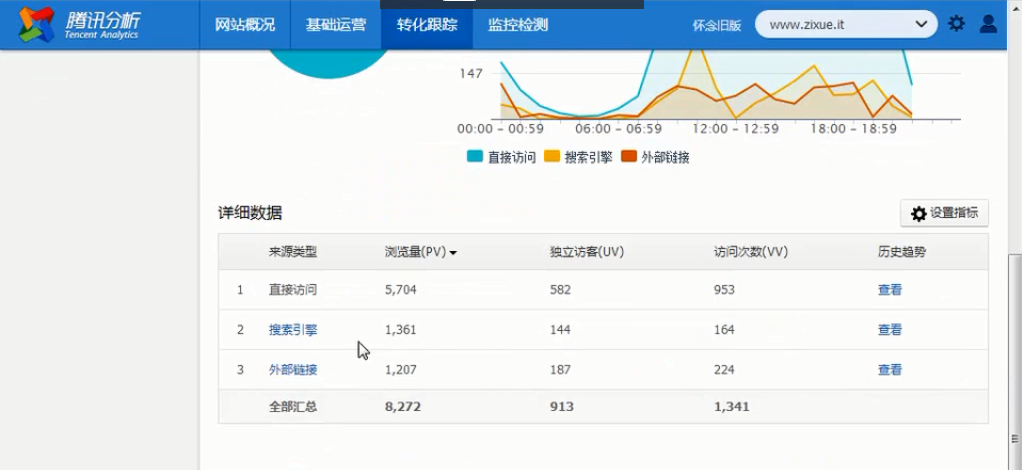 腾讯分析 网站概况 基础运营 转化跟踪 监控检测 怀念旧版 www.zixue.it
Tencent Analytics
147
00:00 - 00:59 06:00 - 06:59 12:00 - 12:59 18:00 - 18:59
直接访问 搜索引擎 外部链接
详细数据 设置指标
来源类型 浏览量(PV) 独立访客(UV) 访问次数(VV) 历史趋势
1 直接访问 5,704 582 953 查看
2 搜索引擎 1,361 144 164 查看
3 外部链接 1,207 187 224 查看
全部汇总 8,272 913 1,341